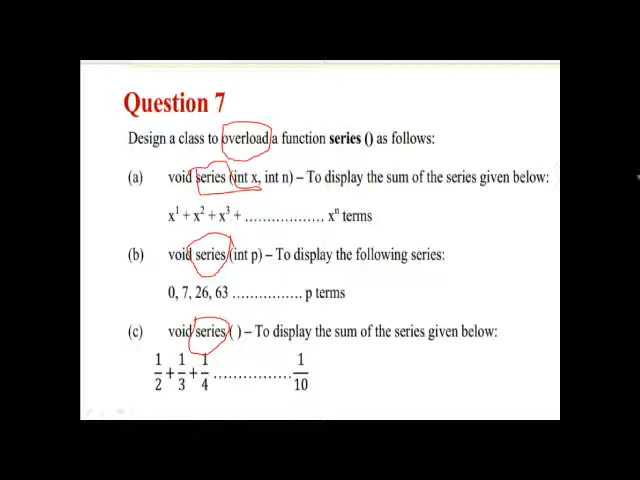 Question 7
Design a class to overload a function series () as follows:
(a) void series (int x, int n) – To display the sum of the series given below:
x¹ + x² + x³ + .................. xⁿ terms
(b) void series (int p) – To display the following series:
0, 7, 26, 63 ............... p terms
(c) void series ( ) – To display the sum of the series given below:
1/2 + 1/3 + 1/4 ................ 1/10